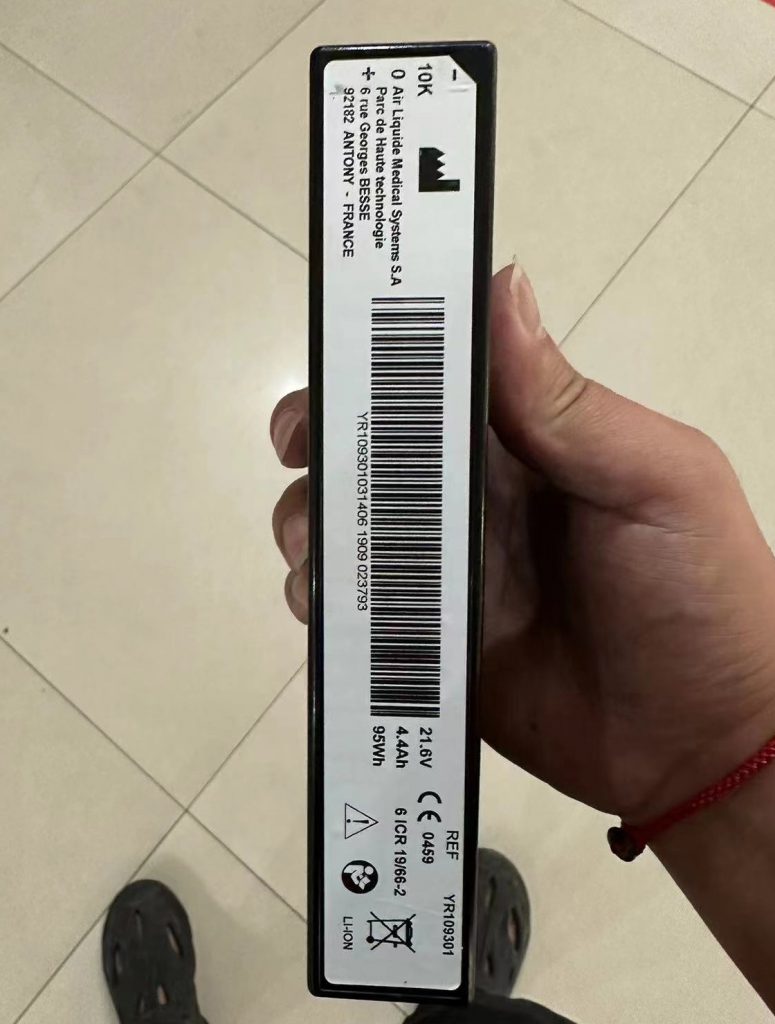 -
10K
0 Air Liquide Medical Systems S.A
Parc de Haute technologie
+ 6 rue Georges BESSE
92182 ANTONY - FRANCE
YR109301031406 1909 023793
21.6V
4.4Ah
95Wh
REF YR109301
CE 0459
6 ICR 19/66-2
LI-ION